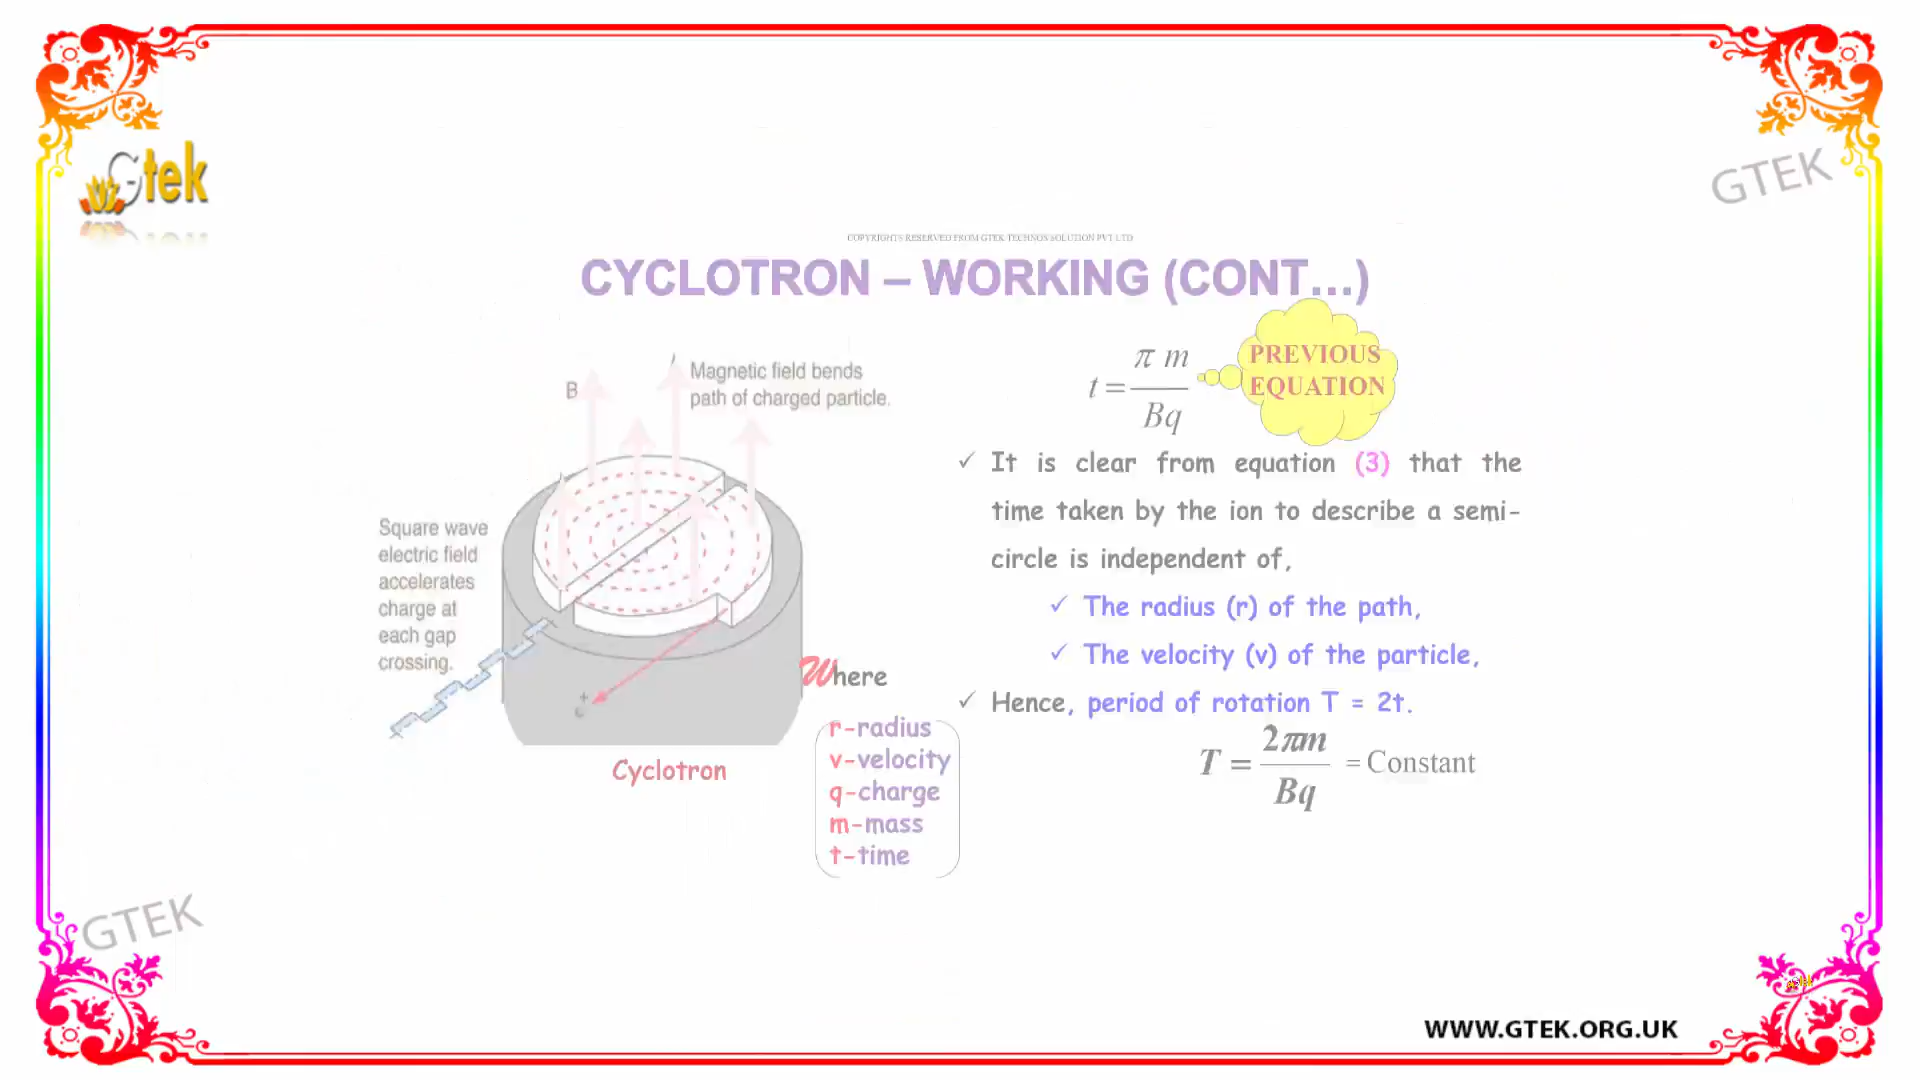 Gtek
GTEK
COPYRIGHTS RESERVED FROM GTEK TECHNOV SOLUTION PVT LTD
CYCLOTRON – WORKING (CONT...)
B
Magnetic field bends
path of charged particle.
Square wave
electric field
accelerates
charge at
each gap
crossing.
Cyclotron
Where
r-radius
v-velocity
q-charge
m-mass
t-time
t = π m / Bq
PREVIOUS
EQUATION
✓ It is clear from equation (3) that the
time taken by the ion to describe a semi-
circle is independent of,
✓ The radius (r) of the path,
✓ The velocity (v) of the particle,
✓ Hence, period of rotation T = 2t.
T = 2πm / Bq = Constant
GTEK
WWW.GTEK.ORG.UK